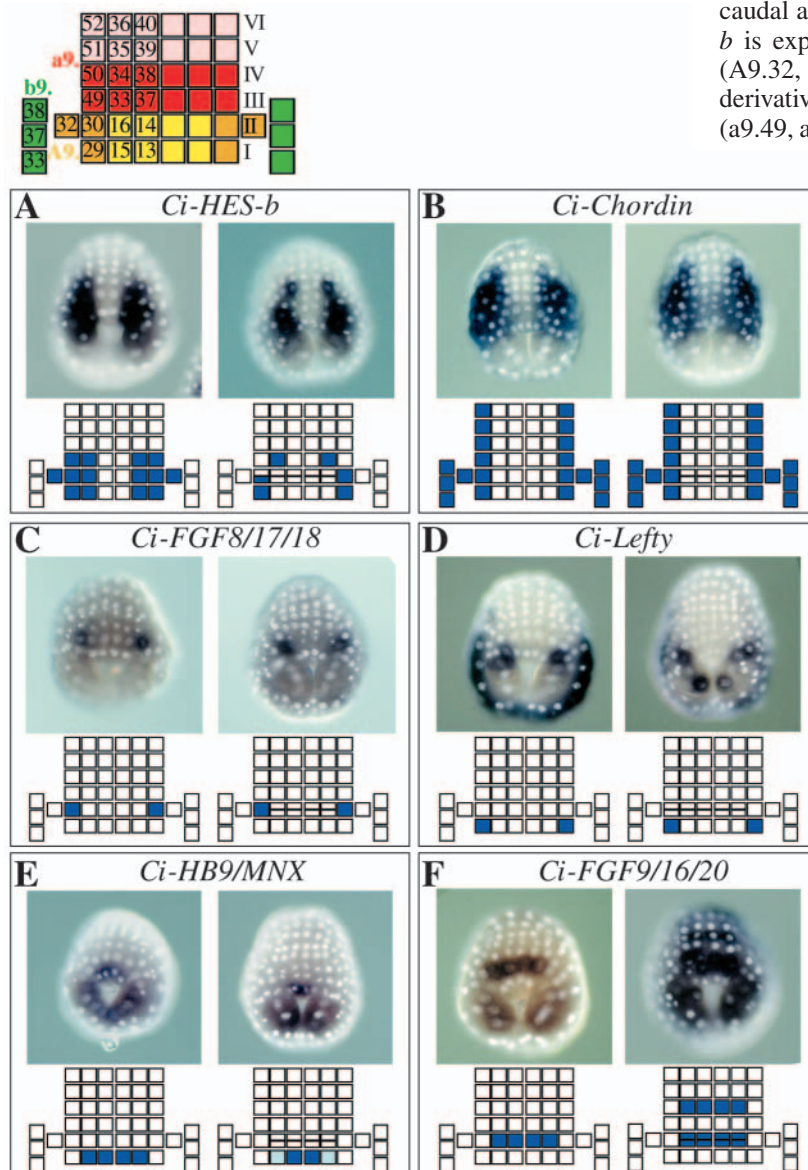 52 36 40 VI
51 35 39 V
a9.
50 34 38 IV
b9.
49 33 37 III
38
32 30 16 14 II
37
A9.
29 15 13 I
33
caudal a
b is exp
(A9.32,
derivativ
(a9.49, a
A Ci-HES-b
B Ci-Chordin
C Ci-FGF8/17/18
D Ci-Lefty
E Ci-HB9/MNX
F Ci-FGF9/16/20